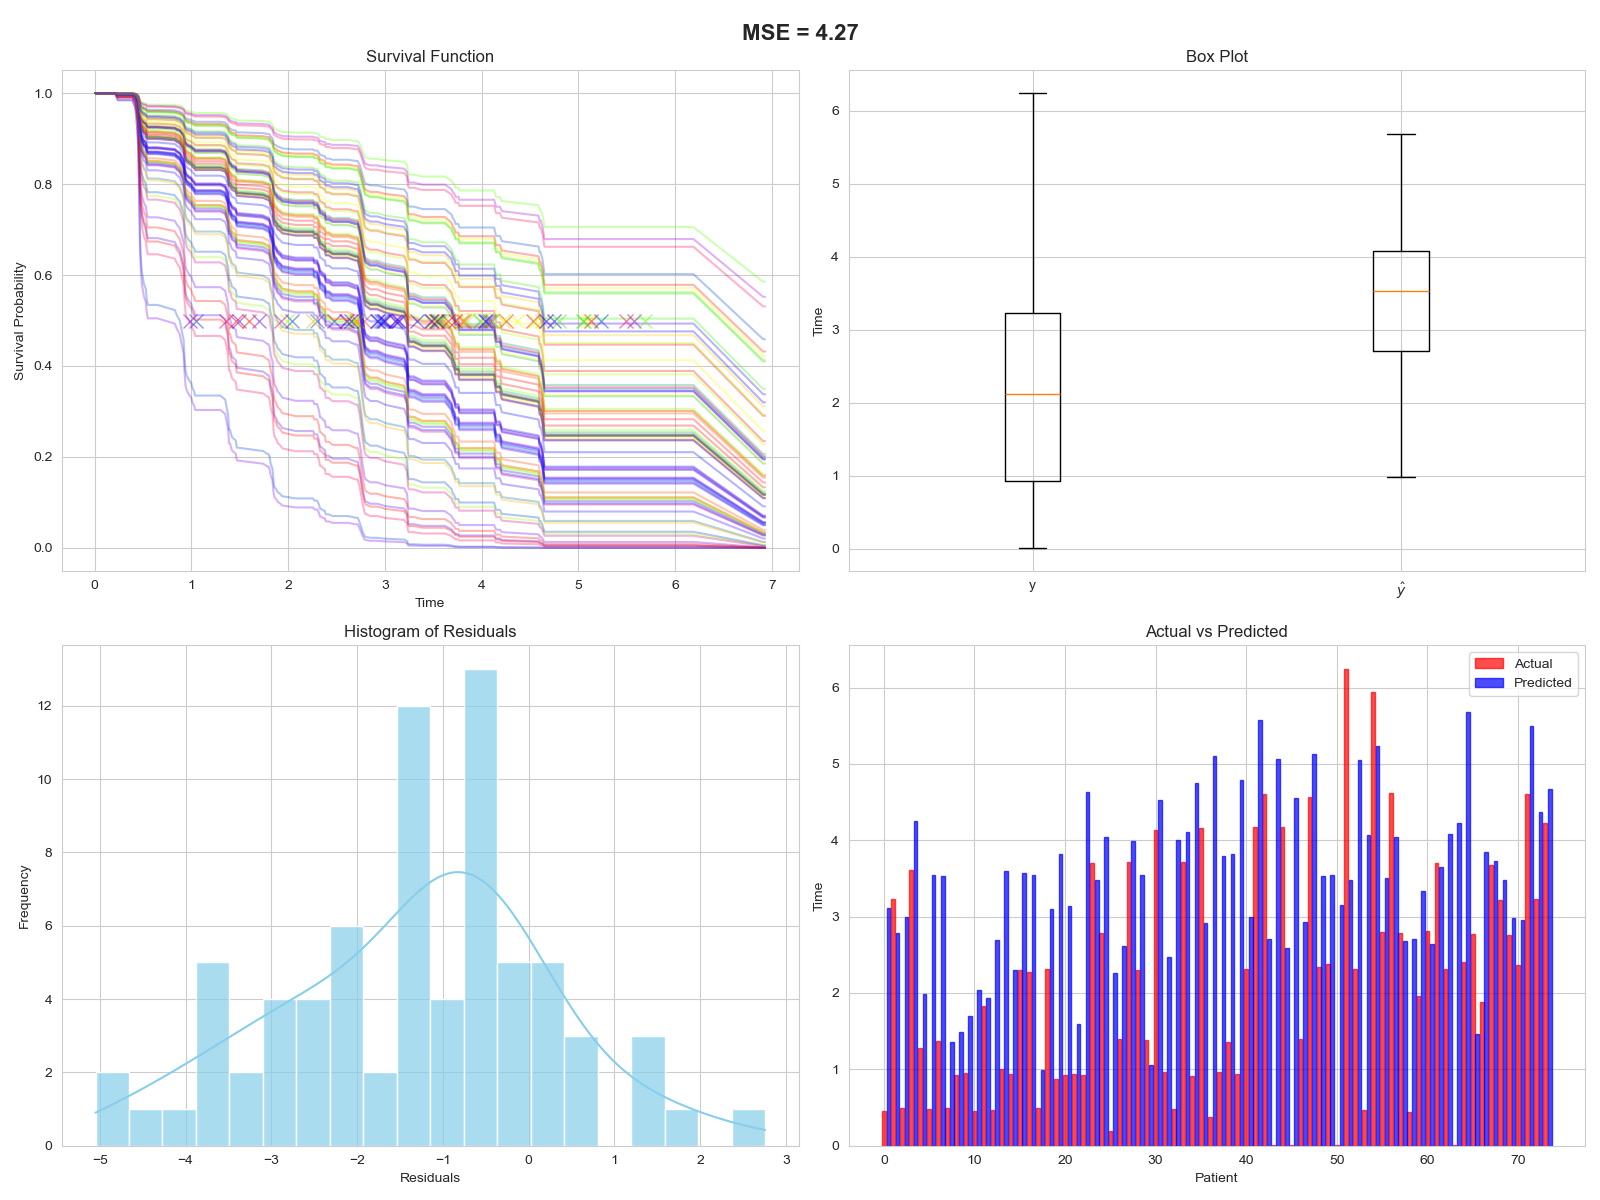 MSE = 4.27
Survival Function
Survival Probability
1.0
0.8
0.6
0.4
0.2
0.0
0 1 2 3 4 5 6 7
Time
Box Plot
Time
6
5
4
3
2
1
0
y ŷ
Histogram of Residuals
Frequency
12
10
8
6
4
2
0
−5 −4 −3 −2 −1 0 1 2 3
Residuals
Actual vs Predicted
Actual
Predicted
Time
6
5
4
3
2
1
0
0 10 20 30 40 50 60 70
Patient